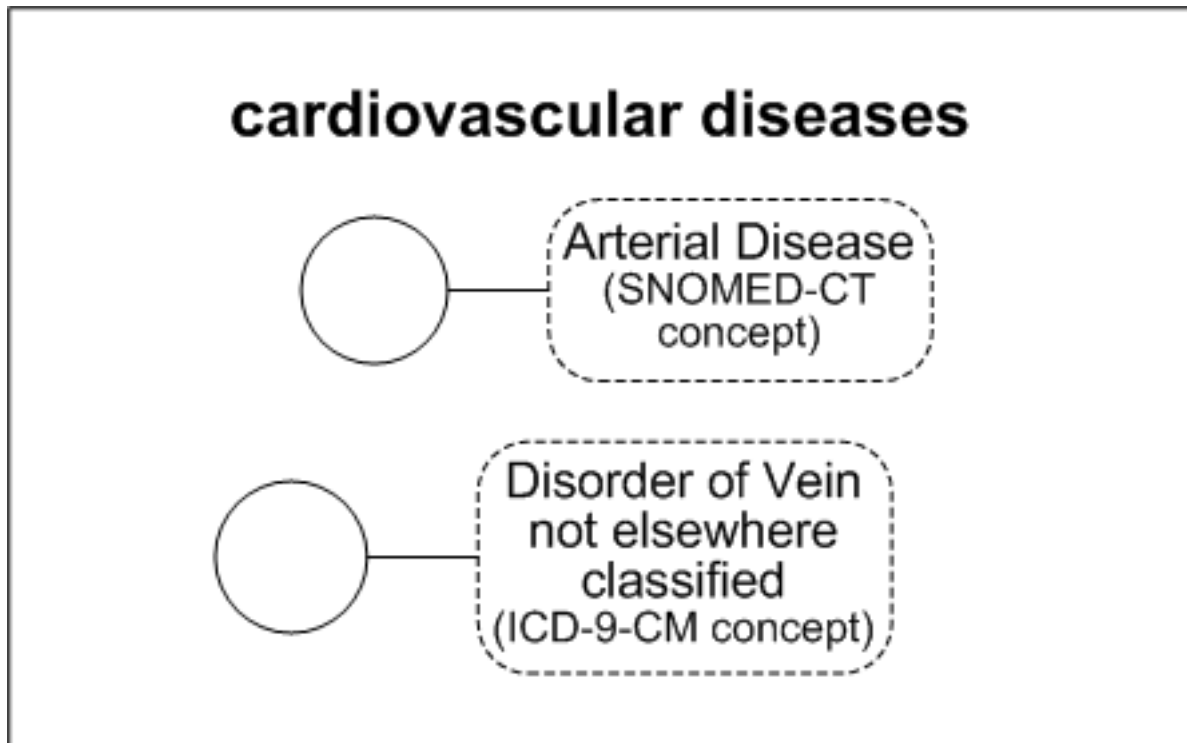 cardiovascular diseases
Arterial Disease
(SNOMED-CT
concept)
Disorder of Vein
not elsewhere
classified
(ICD-9-CM concept)